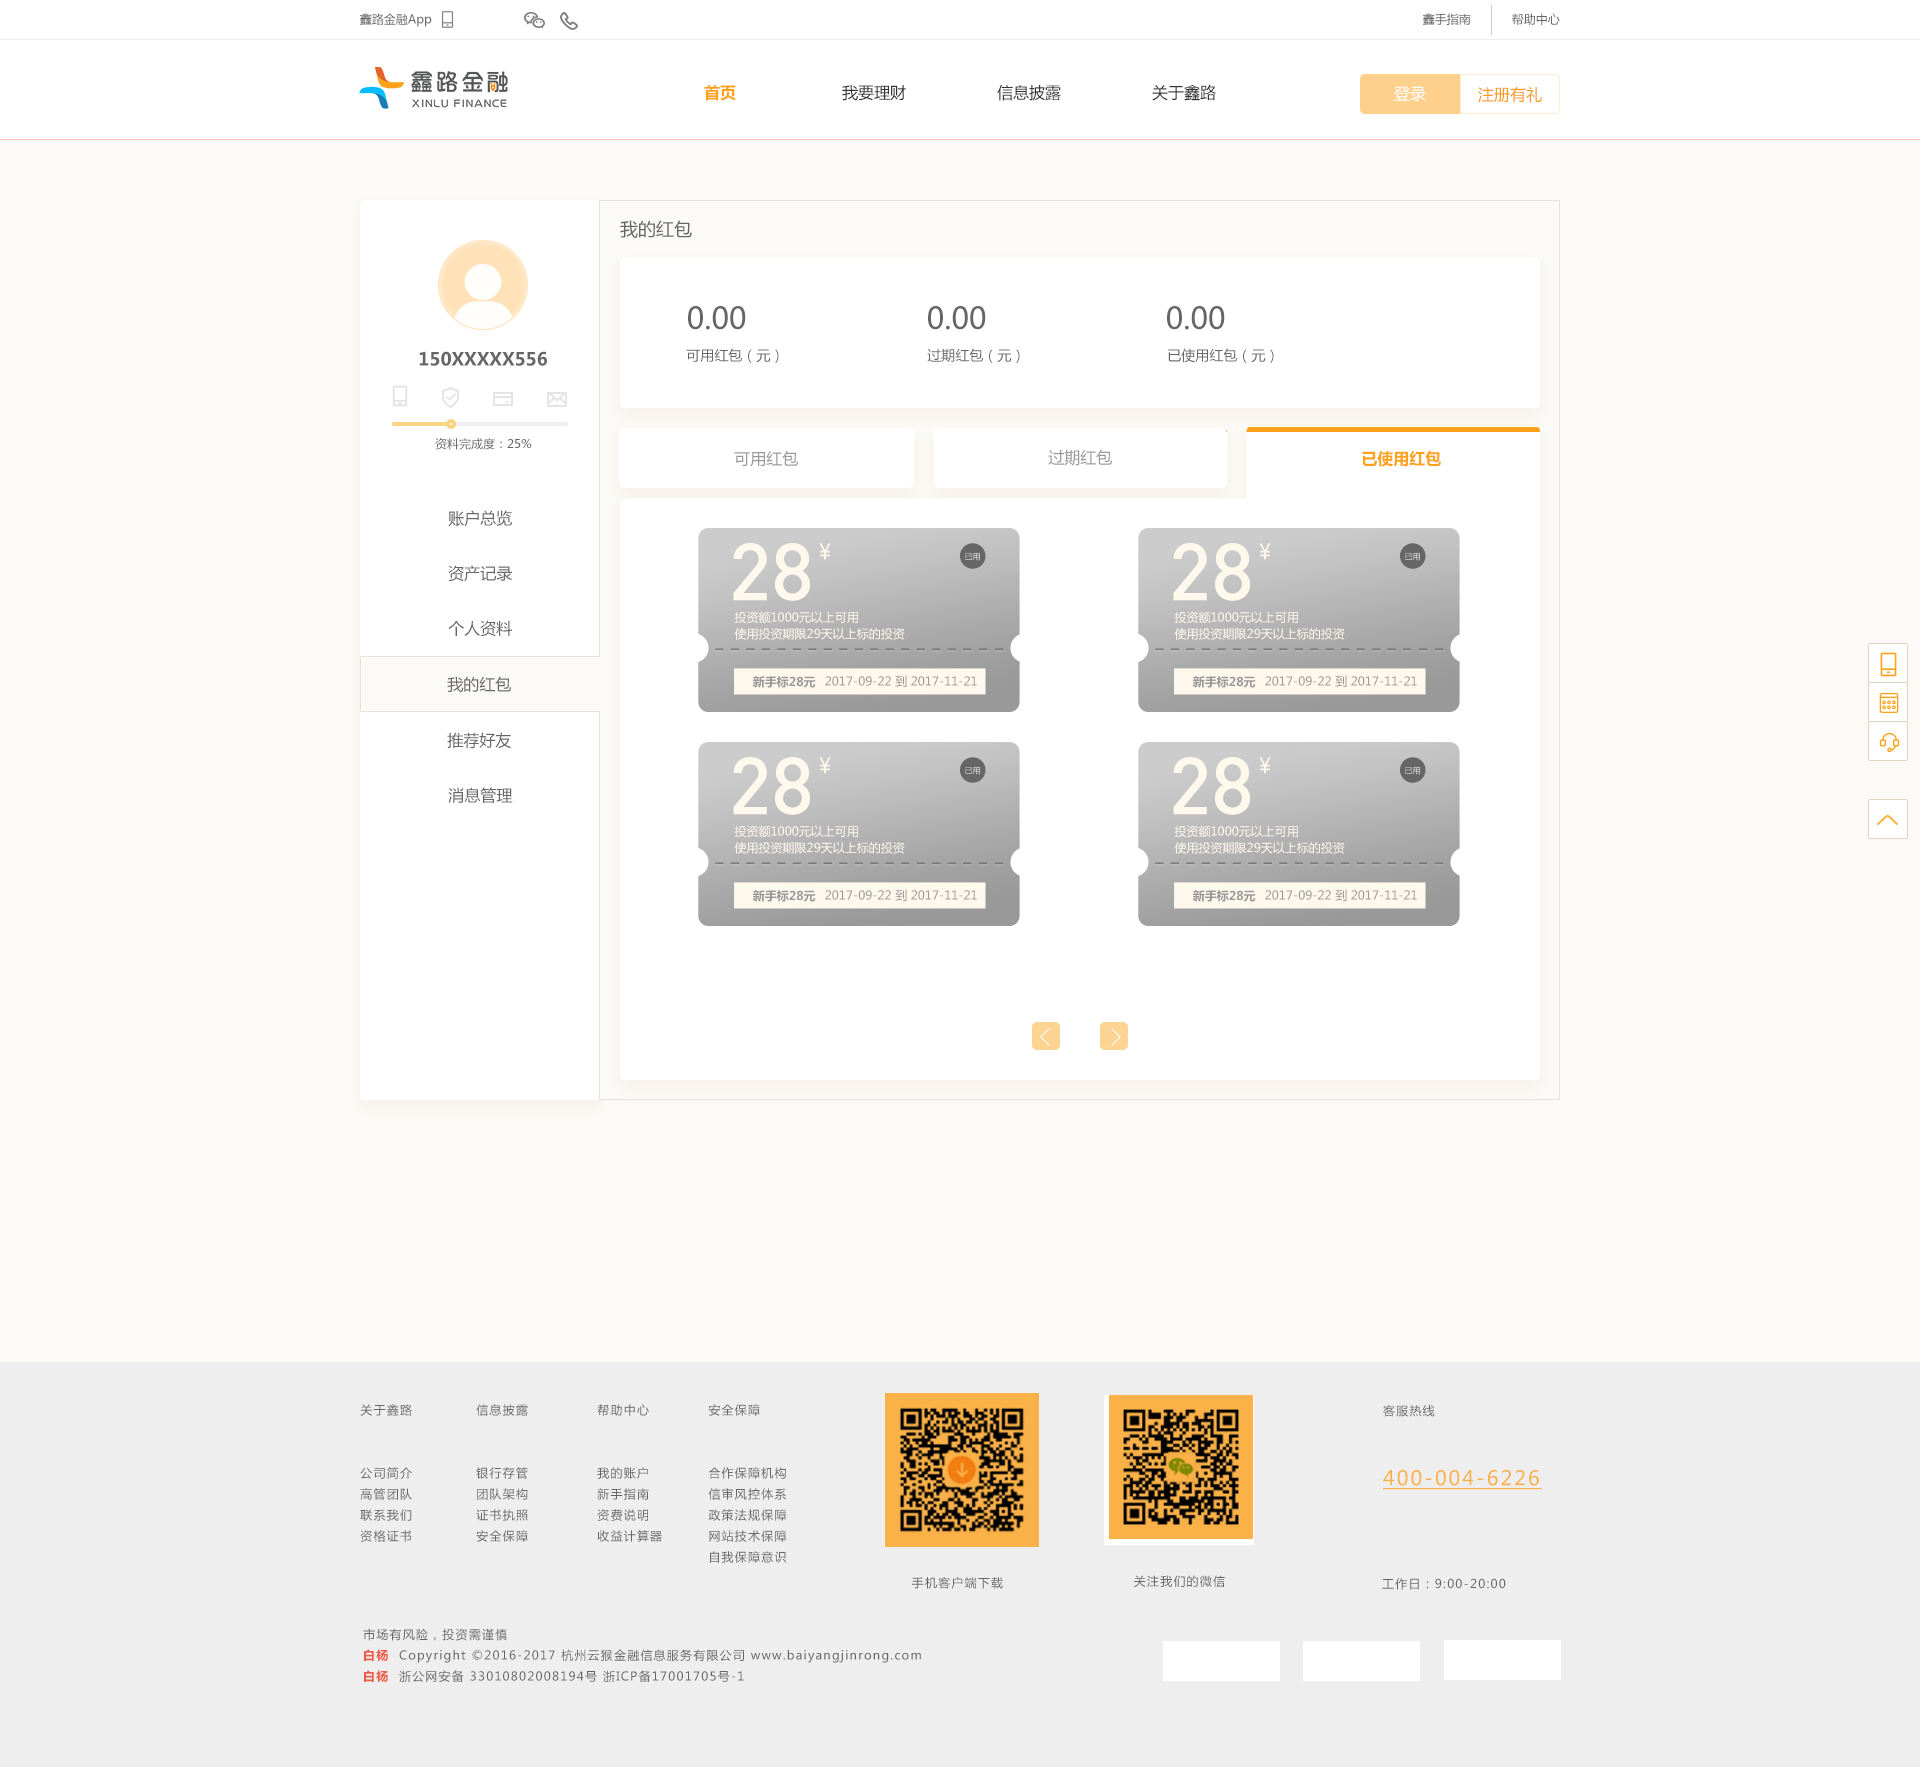 鑫路金融App
鑫手指南
帮助中心
鑫路金融
XINLU FINANCE
首页
我要理财
信息披露
关于鑫路
登录
注册有礼
150XXXXX556
资料完成度：25%
账户总览
资产记录
个人资料
我的红包
推荐好友
消息管理
我的红包
0.00
0.00
0.00
可用红包（元）
过期红包（元）
已使用红包（元）
可用红包
过期红包
已使用红包
28 ¥
已用
投资额1000元以上可用
使用投资期限29天以上标的投资
新手标28元 2017-09-22 到 2017-11-21
28 ¥
已用
投资额1000元以上可用
使用投资期限29天以上标的投资
新手标28元 2017-09-22 到 2017-11-21
28 ¥
已用
投资额1000元以上可用
使用投资期限29天以上标的投资
新手标28元 2017-09-22 到 2017-11-21
28 ¥
已用
投资额1000元以上可用
使用投资期限29天以上标的投资
新手标28元 2017-09-22 到 2017-11-21
关于鑫路
公司简介
高管团队
联系我们
资格证书
信息披露
银行存管
团队架构
证书执照
安全保障
帮助中心
我的账户
新手指南
资费说明
收益计算器
安全保障
合作保障机构
信审风控体系
政策法规保障
网站技术保障
自我保障意识
手机客户端下载
关注我们的微信
客服热线
400-004-6226
工作日：9:00-20:00
市场有风险，投资需谨慎
白杨 Copyright ©2016-2017 杭州云猴金融信息服务有限公司 www.baiyangjinrong.com
白杨 浙公网安备 33010802008194号 浙ICP备17001705号-1